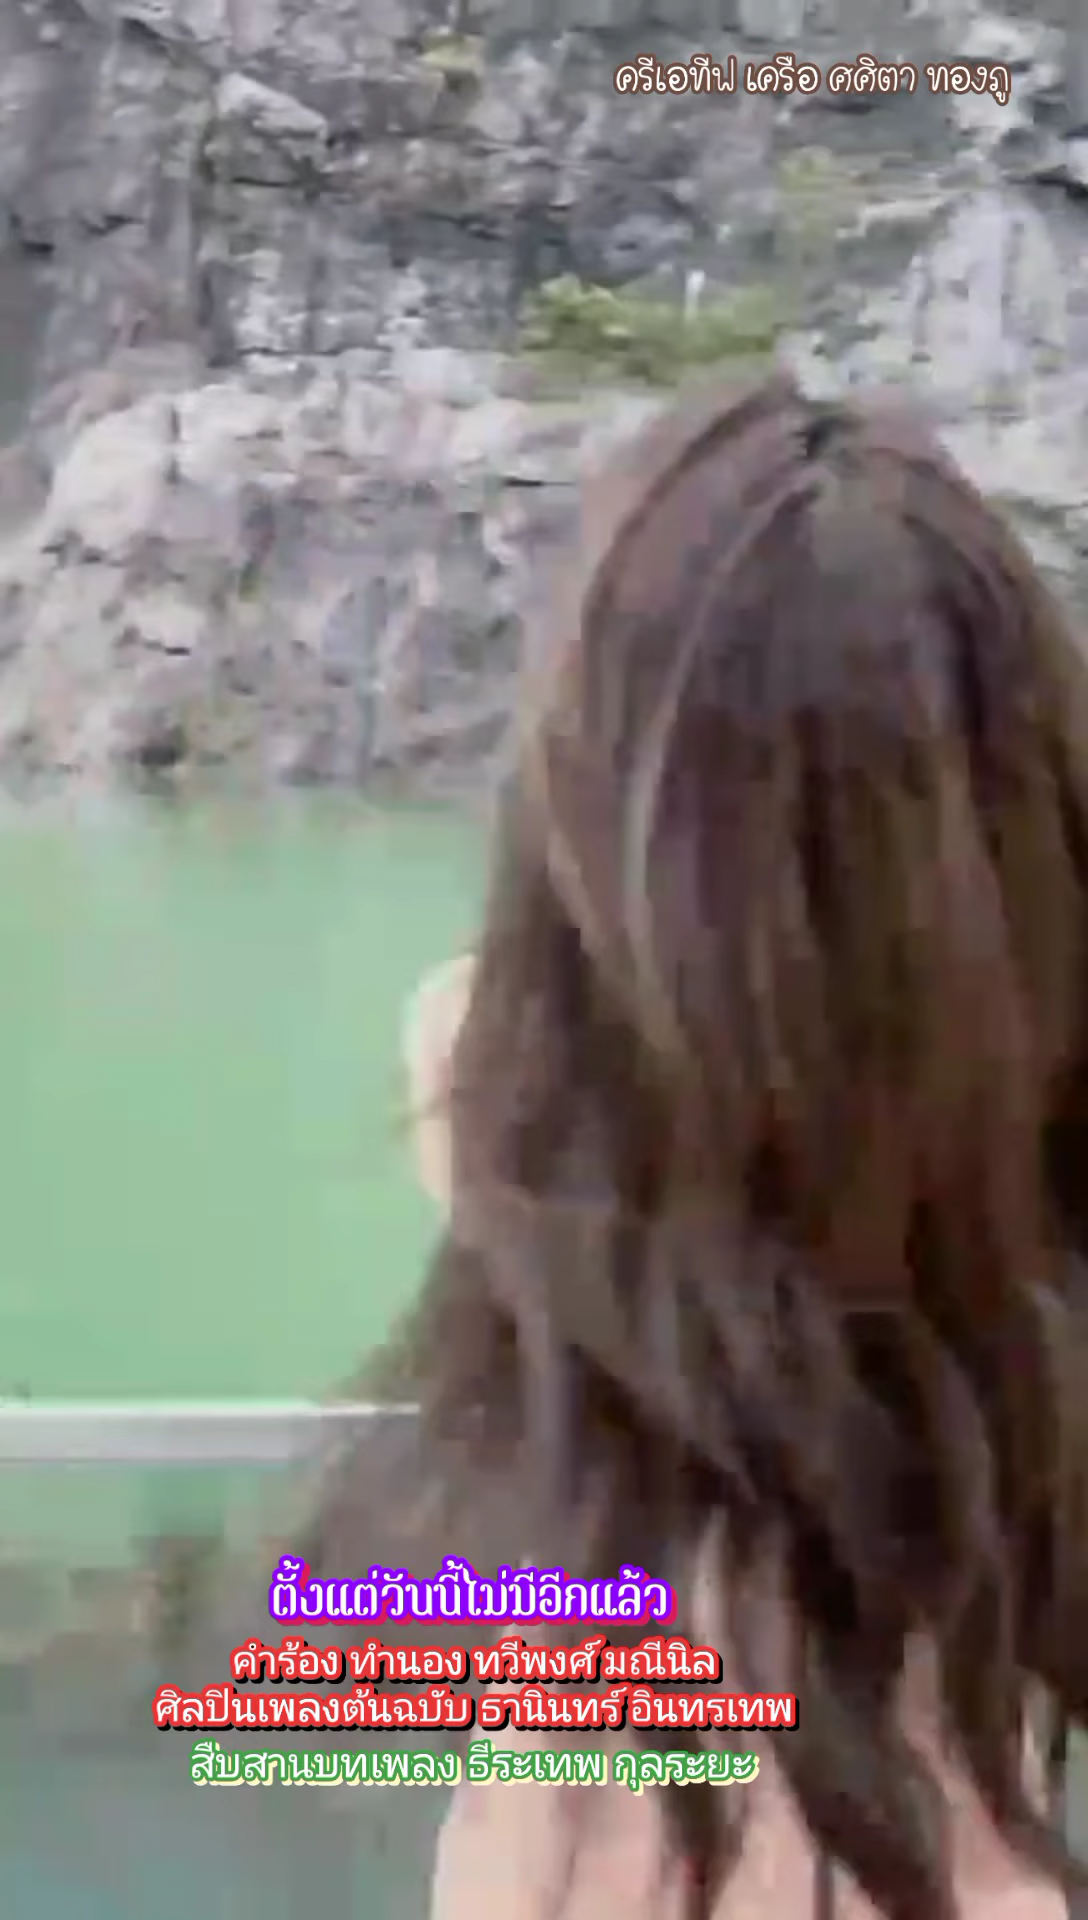 ครีเอทีฟ เครือ ศศิตา ทองภู
ตั้งแต่วันนี้ไม่มีอีกแล้ว
คำร้อง ทำนอง ทวีพงศ์ มณีนิล
ศิลปินเพลงต้นฉบับ ธานินทร์ อินทรเทพ
สืบสานบทเพลง ธีระเทพ กุลระยะ